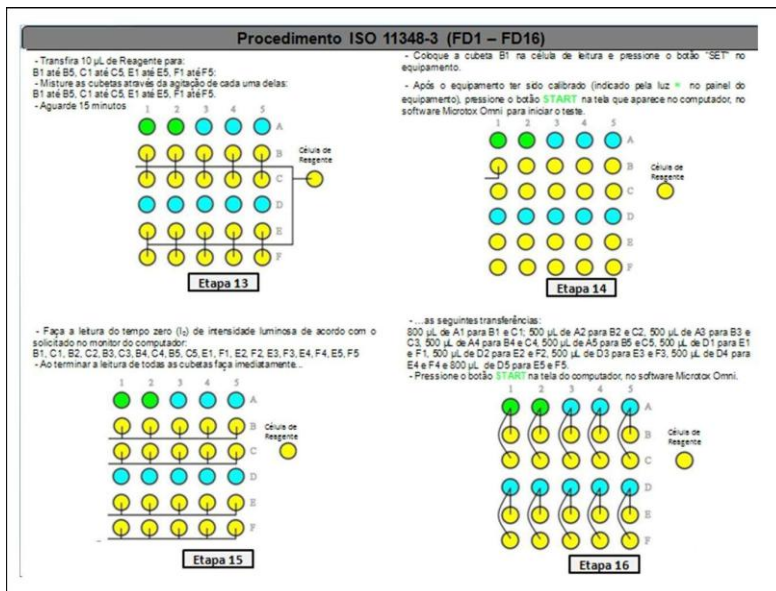 Procedimento ISO 11348-3 (FD1 – FD16)
- Transfira 10 µL de Reagente para:
B1 até B5, C1 até C5, E1 até E5, F1 até F5;
- Misture as cubetas através da agitação de cada uma delas:
B1 até B5, C1 até C5, E1 até E5, F1 até F5.
- Aguarde 15 minutos
1 2 3 4 5
A
B
C
D
E
F
Célula de
Reagente
Etapa 13
- Coloque a cubeta B1 na célula de leitura e pressione o botão "SET" no
equipamento.
- Após o equipamento ter sido calibrado (indicado pela luz * no painel do
equipamento), pressione o botão START na tela que aparece no computador, no
software Microtox Omni para iniciar o teste.
1 2 3 4 5
A
B
C
D
E
F
Célula de
Reagente
Etapa 14
- Faça a leitura do tempo zero (I₀) de intensidade luminosa de acordo com o
solicitado no monitor do computador:
B1, C1, B2, C2, B3, C3, B4, C4, B5, C5, E1, F1, E2, F2, E3, F3, E4, F4, E5, F5
- Ao terminar a leitura de todas as cubetas faça imediatamente...
1 2 3 4 5
A
B
C
D
E
F
Célula de
Reagente
Etapa 15
- ...as seguintes transferências:
800 µL de A1 para B1 e C1; 500 µL de A2 para B2 e C2, 500 µL de A3 para B3 e
C3, 500 µL de A4 para B4 e C4, 500 µL de A5 para B5 e C5, 500 µL de D1 para E1
e F1, 500 µL de D2 para E2 e F2, 500 µL de D3 para E3 e F3, 500 µL de D4 para
E4 e F4 e 800 µL de D5 para E5 e F5.
- Pressione o botão START na tela do computador, no software Microtox Omni.
1 2 3 4 5
A
B
C
D
E
F
Célula de
Reagente
Etapa 16